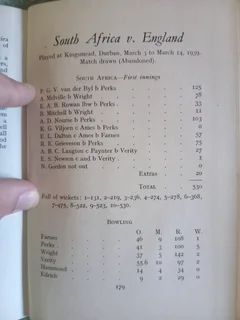 South Africa v. England
Played at Kingsmead, Durban, March 3 to March 14, 1939.
Match drawn (Abandoned).
SOUTH AFRICA—First innings
P. G. V. van der Byl b Perks 125
A. Melville b Wright 78
E. A. B. Rowan lbw b Perks 33
B. Mitchell b Wright 11
A. D. Nourse b Perks 103
K. G. Viljoen c Ames b Perks 0
E. L. Dalton c Ames b Farnes 57
R. E. Grieveson b Perks 75
A. B. C. Langton c Paynter b Verity 27
E. S. Newson c and b Verity 1
N. Gordon not out 0
Extras 20
TOTAL 530
Fall of wickets: 1-131, 2-219, 3-236, 4-274, 5-278, 6-368,
7-475, 8-522, 9-523, 10-530.
BOWLING
O. M. R. W.
Farnes 46 9 108 1
Perks 41 3 100 5
Wright 37 3 142 2
Verity 55.6 10 97 2
Hammond 14 4 34 0
Edrich 9 2 29 0
179